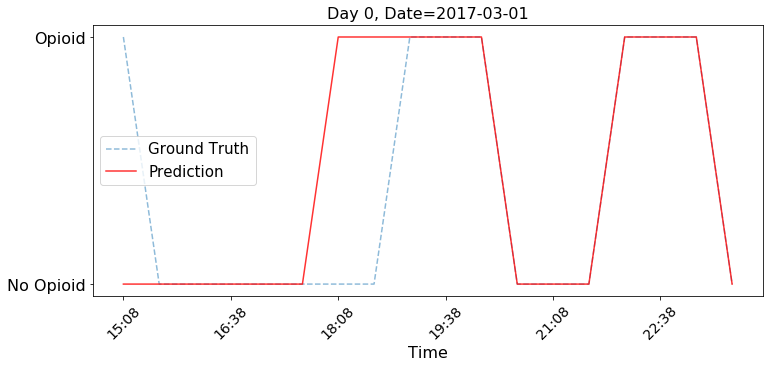 Day 0, Date=2017-03-01
Opioid
Ground Truth
Prediction
No Opioid
15:08
16:38
18:08
19:38
21:08
22:38
Time